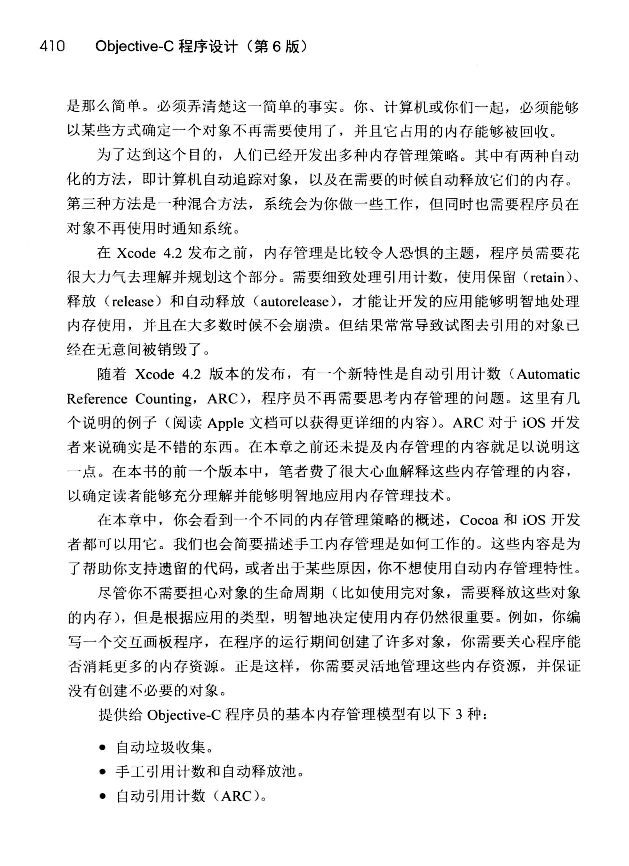 410 Objective-C 程序设计（第 6 版）
是那么简单。必须弄清楚这一简单的事实。你、计算机或你们一起，必须能够
以某些方式确定一个对象不再需要使用了，并且它占用的内存能够被回收。
为了达到这个目的，人们已经开发出多种内存管理策略。其中有两种自动
化的方法，即计算机自动追踪对象，以及在需要的时候自动释放它们的内存。
第三种方法是一种混合方法，系统会为你做一些工作，但同时也需要程序员在
对象不再使用时通知系统。
在 Xcode 4.2 发布之前，内存管理是比较令人恐惧的主题，程序员需要花
很大力气去理解并规划这个部分。需要细致处理引用计数，使用保留（retain）、
释放（release）和自动释放（autorelease），才能让开发的应用能够明智地处理
内存使用，并且在大多数时候不会崩溃。但结果常常导致试图去引用的对象已
经在无意间被销毁了。
随着 Xcode 4.2 版本的发布，有一个新特性是自动引用计数（Automatic
Reference Counting，ARC），程序员不再需要思考内存管理的问题。这里有几
个说明的例子（阅读 Apple 文档可以获得更详细的内容）。ARC 对于 iOS 开发
者来说确实是不错的东西。在本章之前还未提及内存管理的内容就足以说明这
一点。在本书的前一个版本中，笔者费了很大心血解释这些内存管理的内容，
以确定读者能够充分理解并能够明智地应用内存管理技术。
在本章中，你会看到一个不同的内存管理策略的概述，Cocoa 和 iOS 开发
者都可以用它。我们也会简要描述手工内存管理是如何工作的。这些内容是为
了帮助你支持遗留的代码，或者出于某些原因，你不想使用自动内存管理特性。
尽管你不需要担心对象的生命周期（比如使用完对象，需要释放这些对象
的内存），但是根据应用的类型，明智地决定使用内存仍然很重要。例如，你编
写一个交互画板程序，在程序的运行期间创建了许多对象，你需要关心程序能
否消耗更多的内存资源。正是这样，你需要灵活地管理这些内存资源，并保证
没有创建不必要的对象。
提供给 Objective-C 程序员的基本内存管理模型有以下 3 种：
● 自动垃圾收集。
● 手工引用计数和自动释放池。
● 自动引用计数（ARC）。